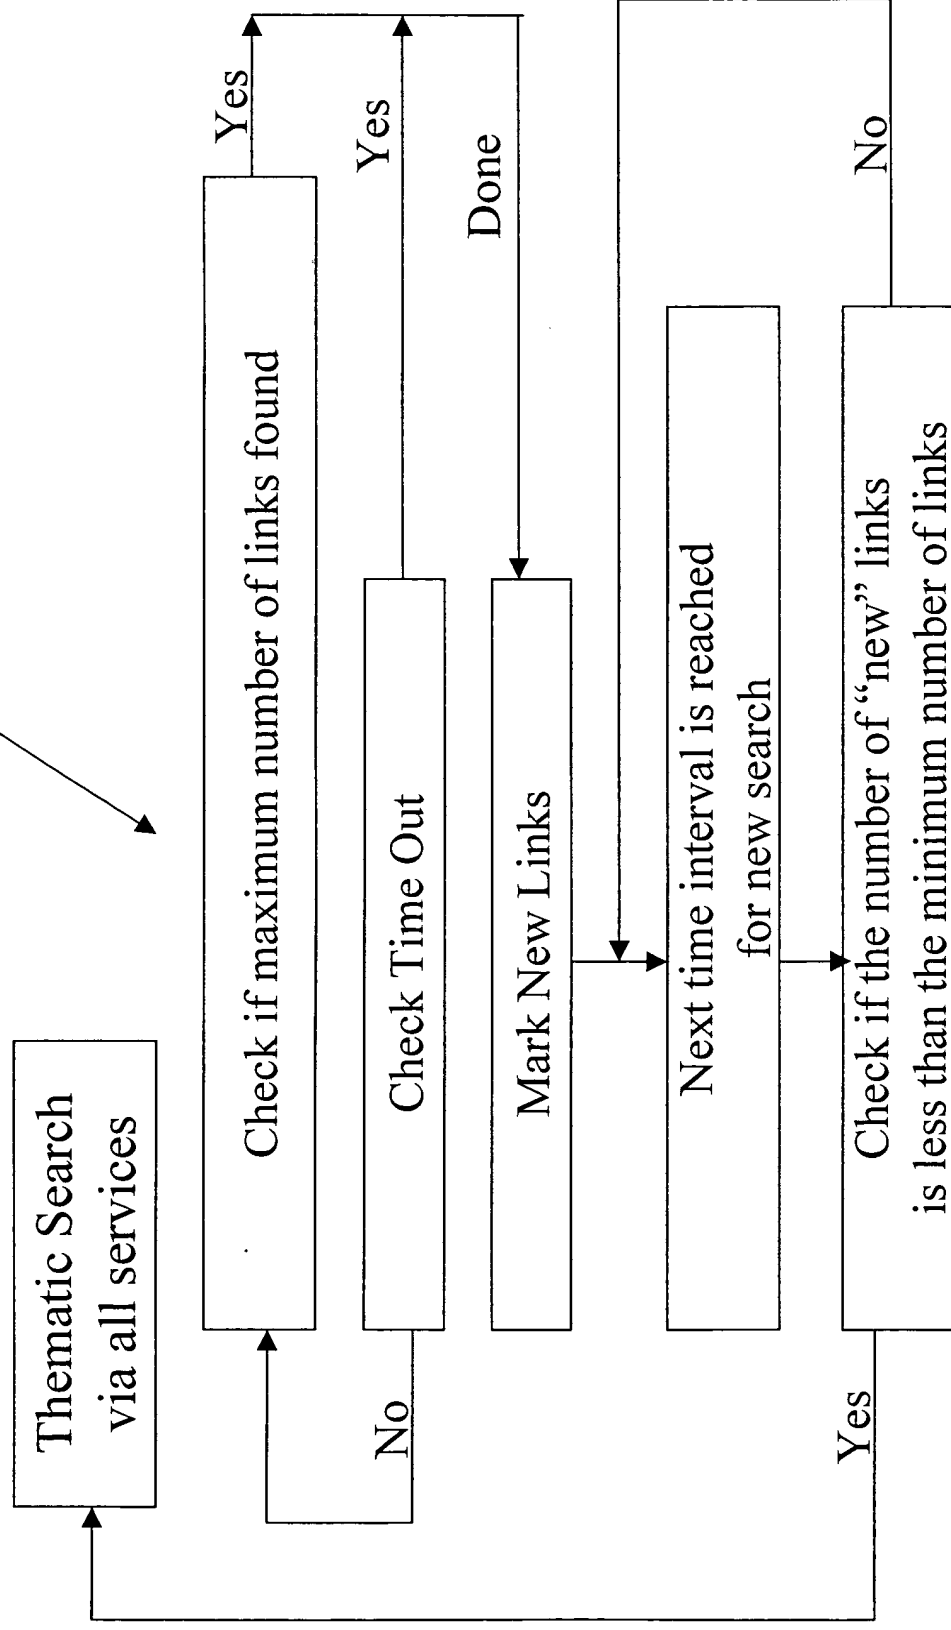 Thematic Search
via all services
Check if maximum number of links found
Yes
Check Time Out
Yes
No
Done
Mark New Links
Next time interval is reached
for new search
Check if the number of “new” links
is less than the minimum number of links
No
Yes